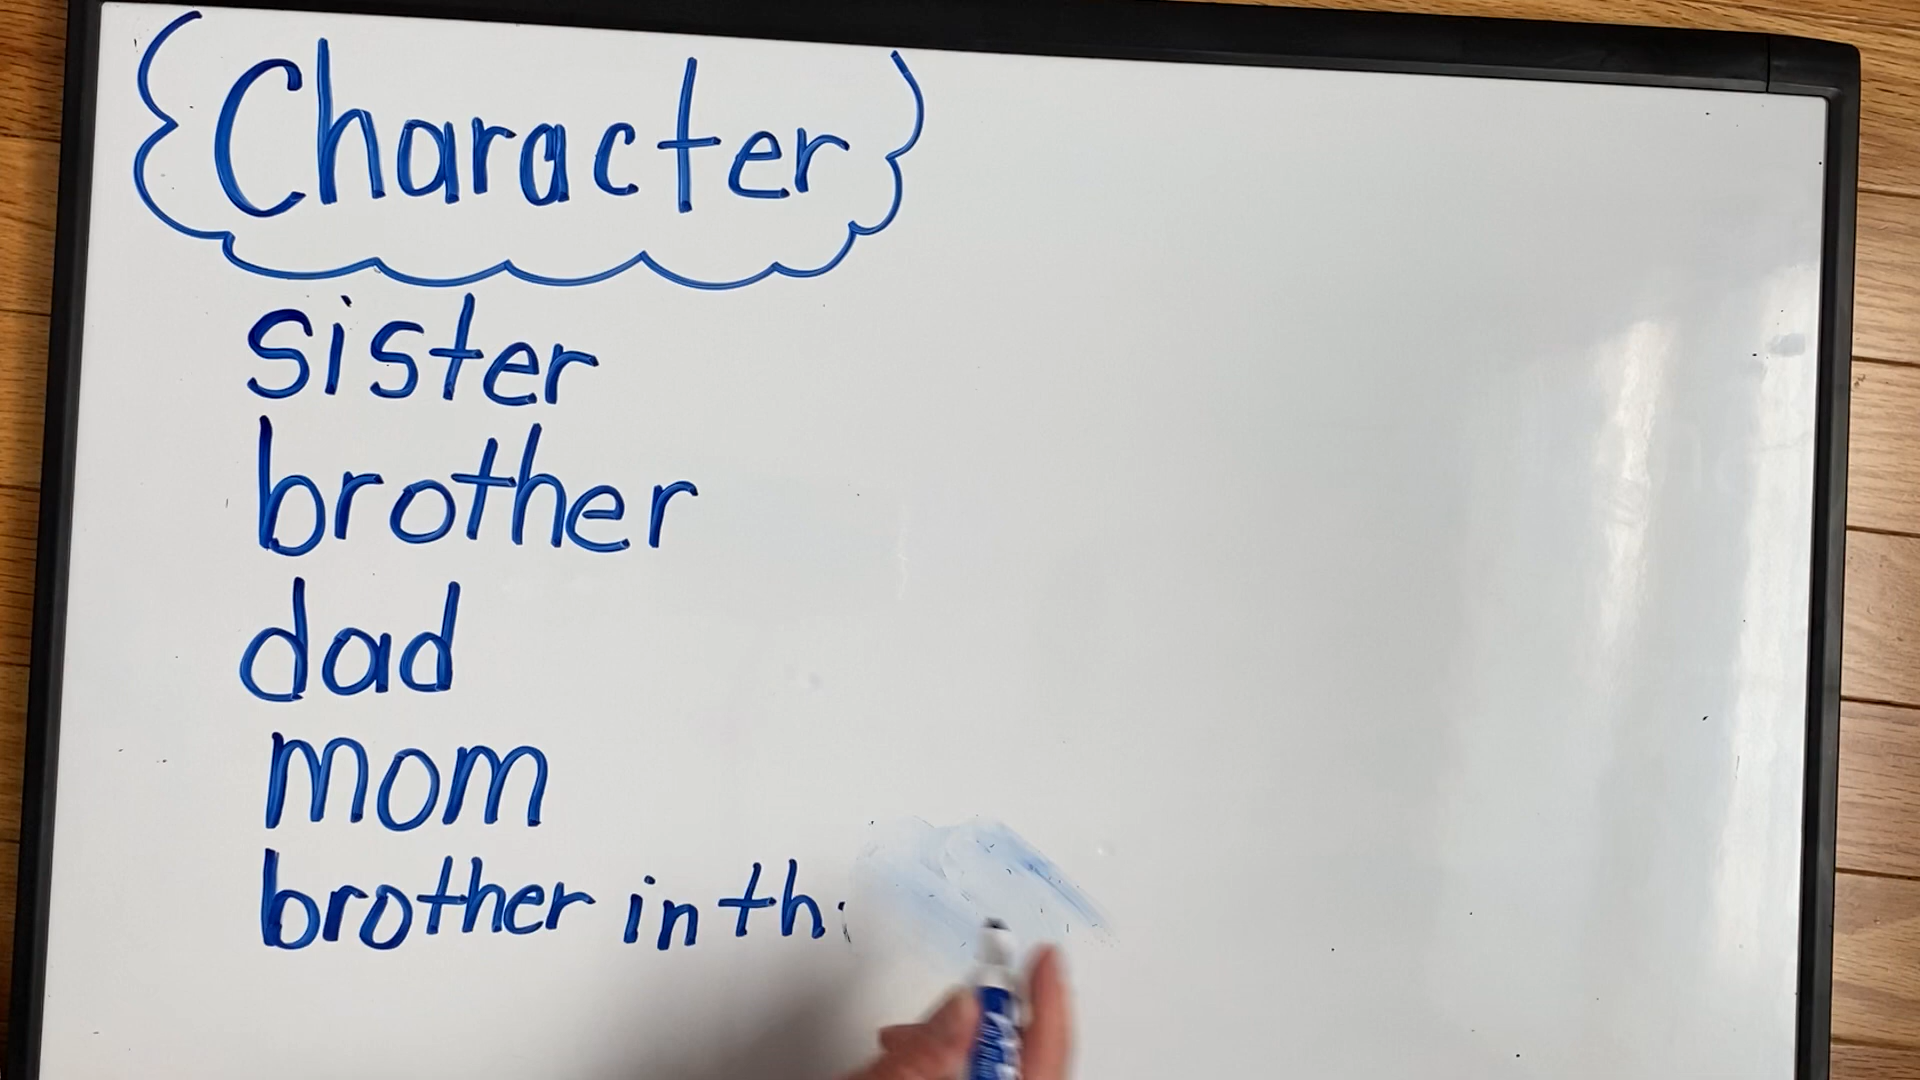 Character
sister
brother
dad
mom
brother in th